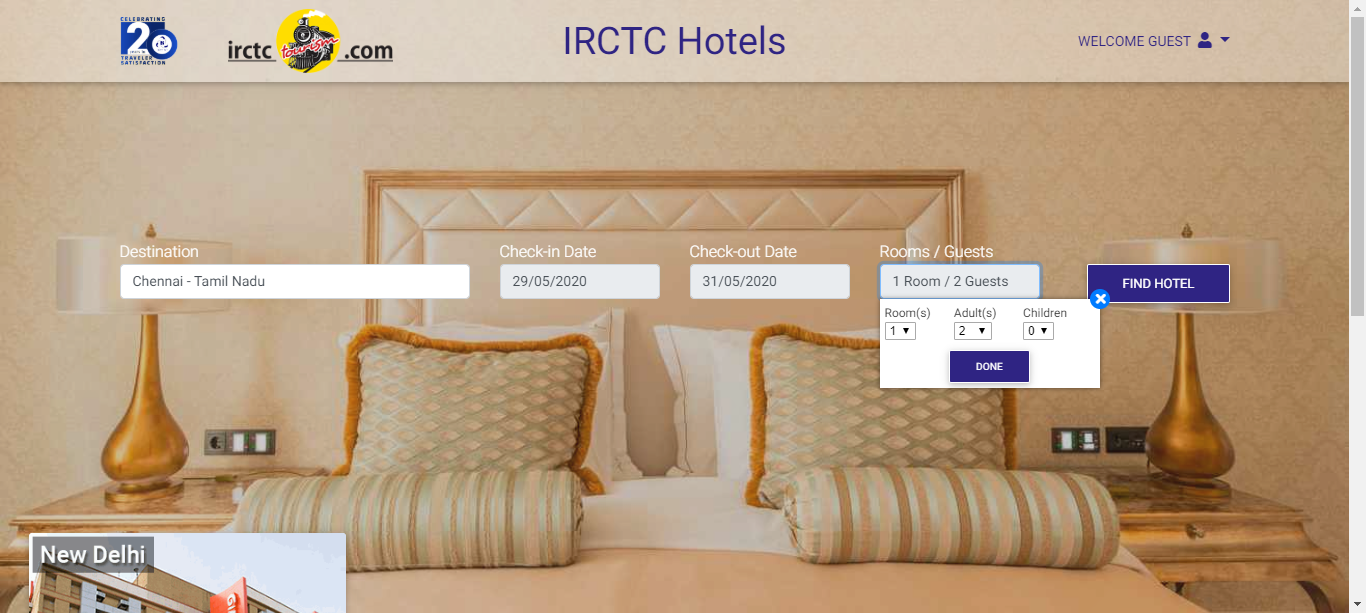 CELEBRATING
20
TRAVELER
SATISFACTION
irctc tourism .com
IRCTC Hotels
WELCOME GUEST
Destination
Check-in Date
Check-out Date
Rooms / Guests
Chennai - Tamil Nadu
29/05/2020
31/05/2020
1 Room / 2 Guests
FIND HOTEL
Room(s)
Adult(s)
Children
1
2
0
DONE
New Delhi